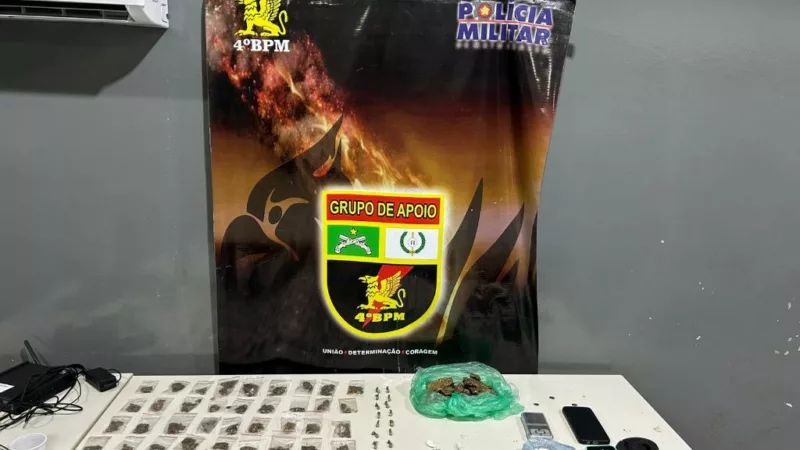 4ºBPM
POLÍCIA
MILITAR
GRUPO DE APOIO
4ºBPM
UNIÃO / DETERMINAÇÃO / CORAGEM